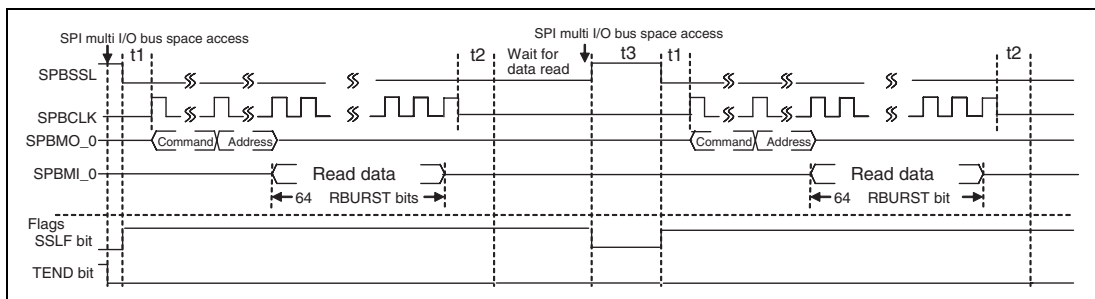 SPI multi I/O bus space access
SPI multi I/O bus space access
t1
t2
Wait for
data read
t3
t1
t2
SPBSSL
SPBCLK
SPBMO_0
Command
Address
Command
Address
SPBMI_0
Read data
Read data
64 RBURST bits
64 RBURST bit
Flags
SSLF bit
TEND bit